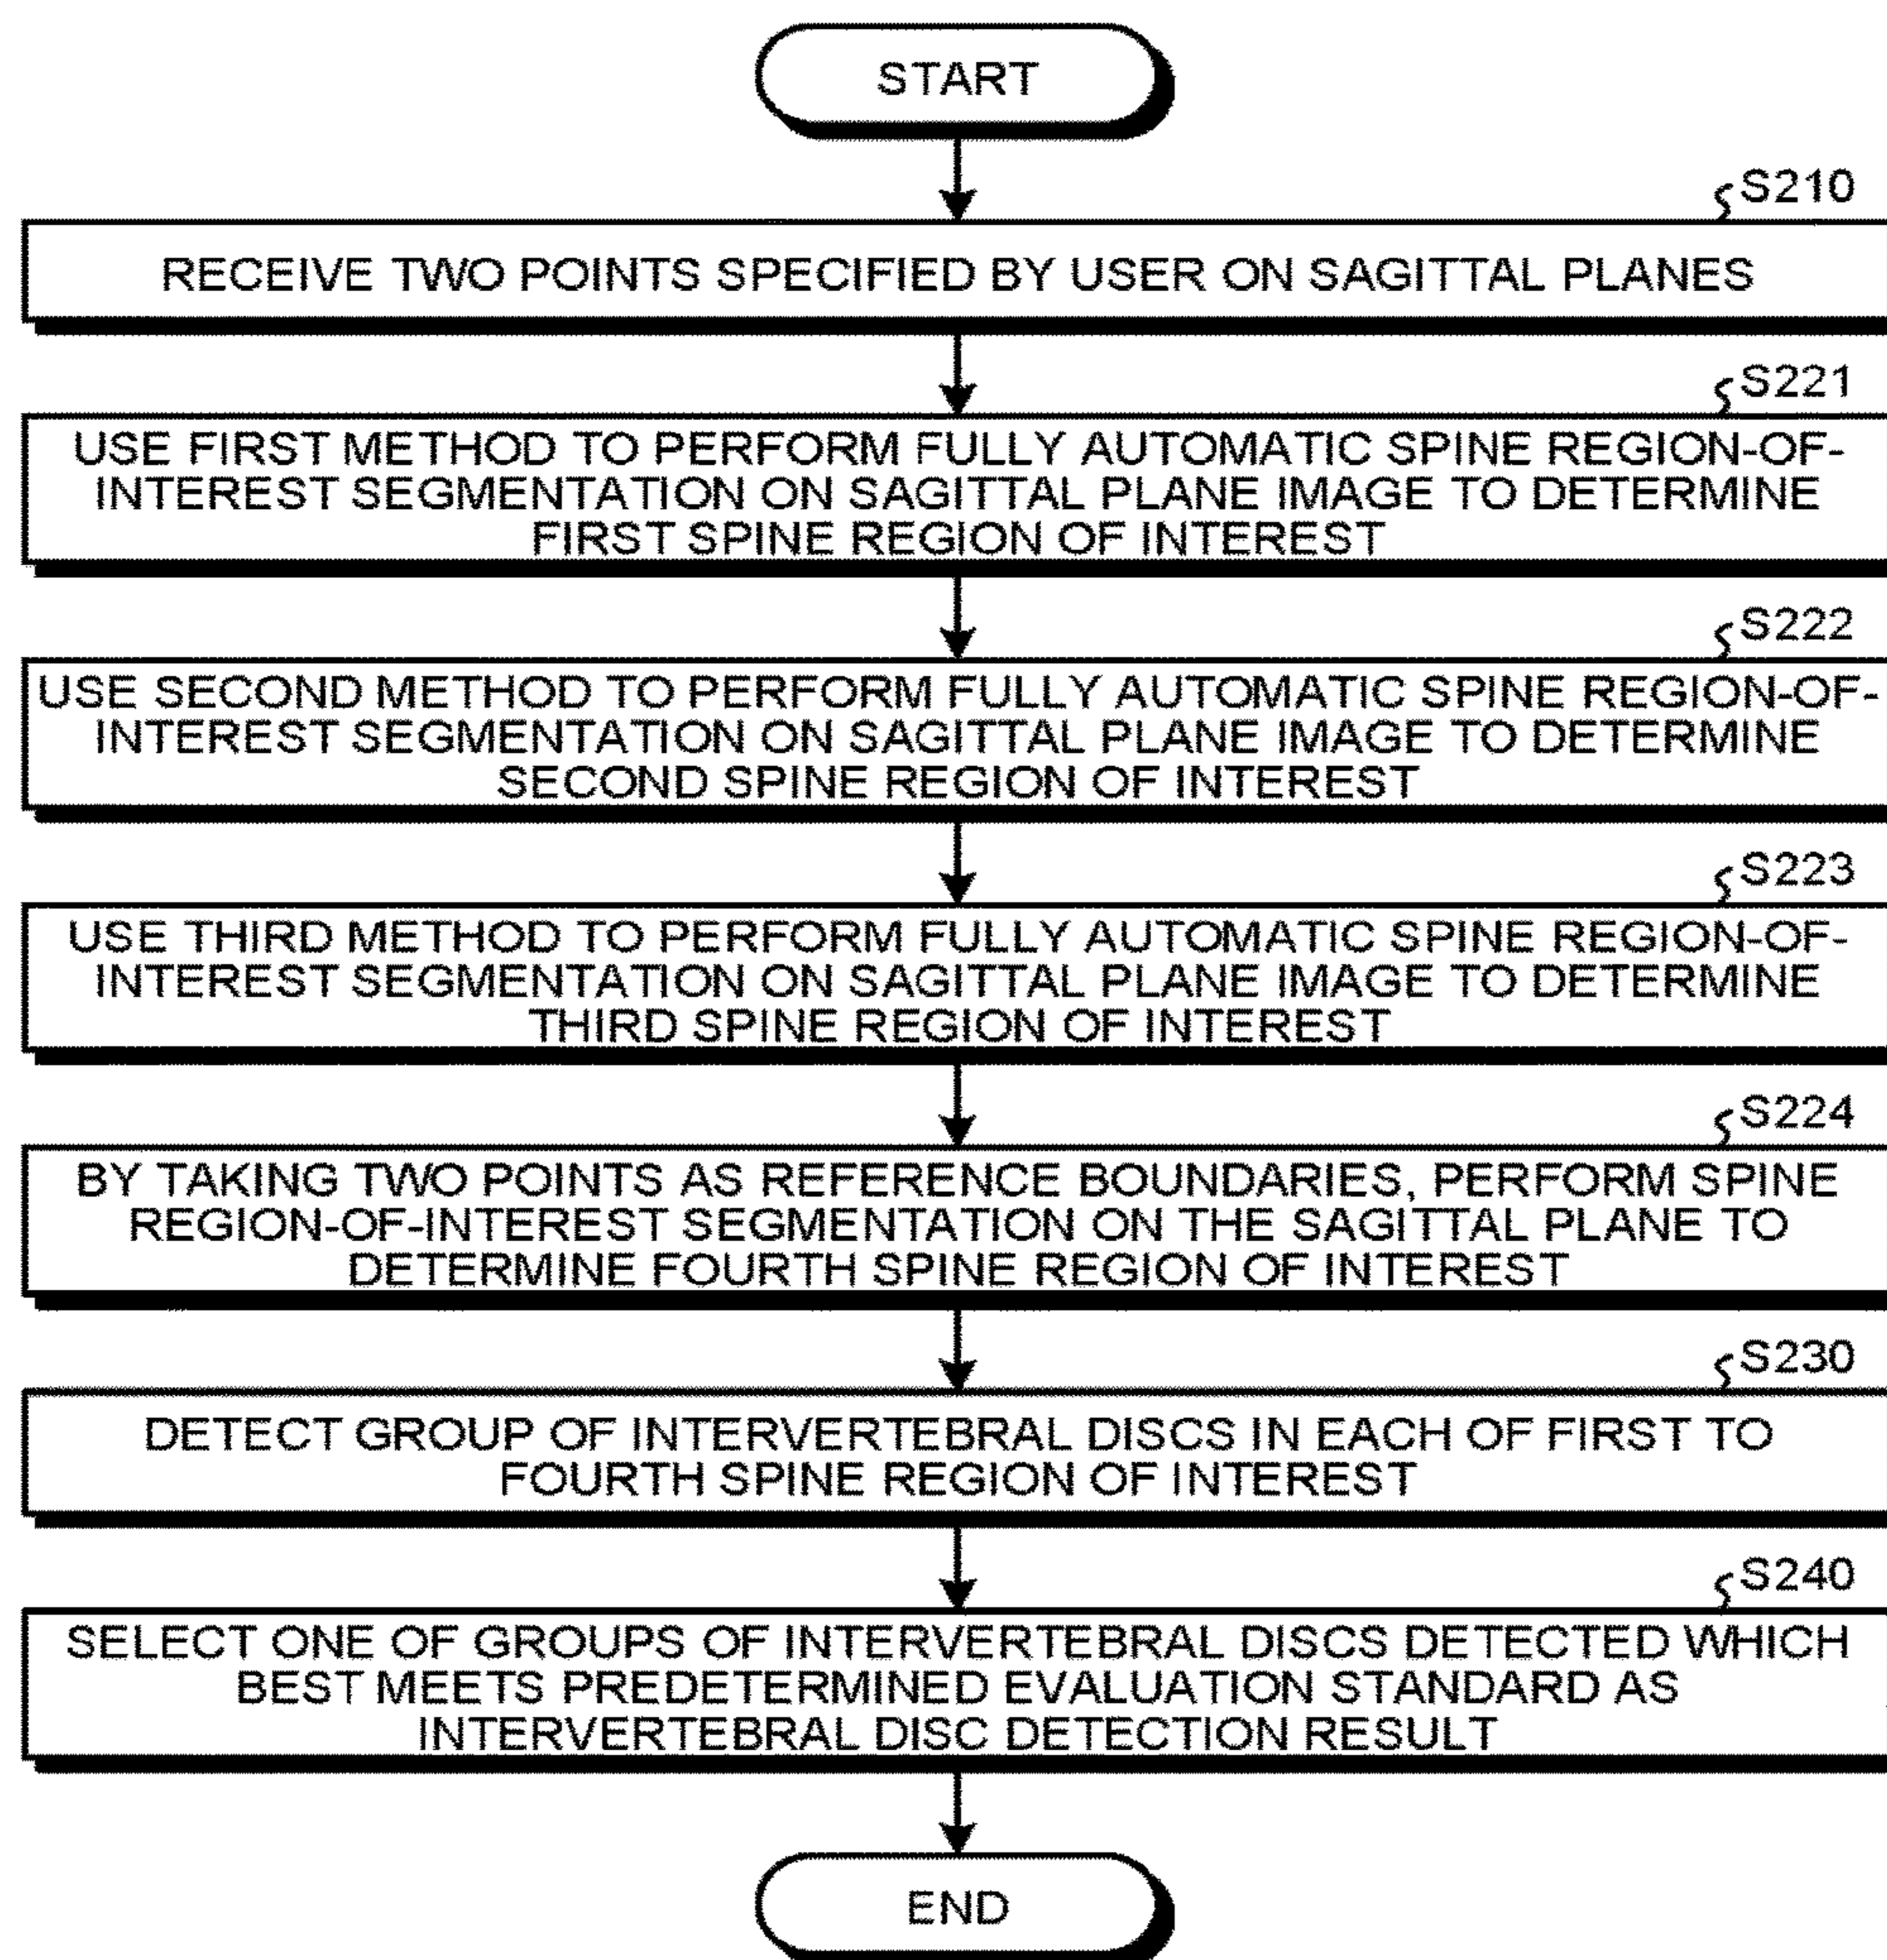 START
S210
RECEIVE TWO POINTS SPECIFIED BY USER ON SAGITTAL PLANES
S221
USE FIRST METHOD TO PERFORM FULLY AUTOMATIC SPINE REGION-OF-
INTEREST SEGMENTATION ON SAGITTAL PLANE IMAGE TO DETERMINE
FIRST SPINE REGION OF INTEREST
S222
USE SECOND METHOD TO PERFORM FULLY AUTOMATIC SPINE REGION-OF-
INTEREST SEGMENTATION ON SAGITTAL PLANE IMAGE TO DETERMINE
SECOND SPINE REGION OF INTEREST
S223
USE THIRD METHOD TO PERFORM FULLY AUTOMATIC SPINE REGION-OF-
INTEREST SEGMENTATION ON SAGITTAL PLANE IMAGE TO DETERMINE
THIRD SPINE REGION OF INTEREST
S224
BY TAKING TWO POINTS AS REFERENCE BOUNDARIES, PERFORM SPINE
REGION-OF-INTEREST SEGMENTATION ON THE SAGITTAL PLANE TO
DETERMINE FOURTH SPINE REGION OF INTEREST
S230
DETECT GROUP OF INTERVERTEBRAL DISCS IN EACH OF FIRST TO
FOURTH SPINE REGION OF INTEREST
S240
SELECT ONE OF GROUPS OF INTERVERTEBRAL DISCS DETECTED WHICH
BEST MEETS PREDETERMINED EVALUATION STANDARD AS
INTERVERTEBRAL DISC DETECTION RESULT
END